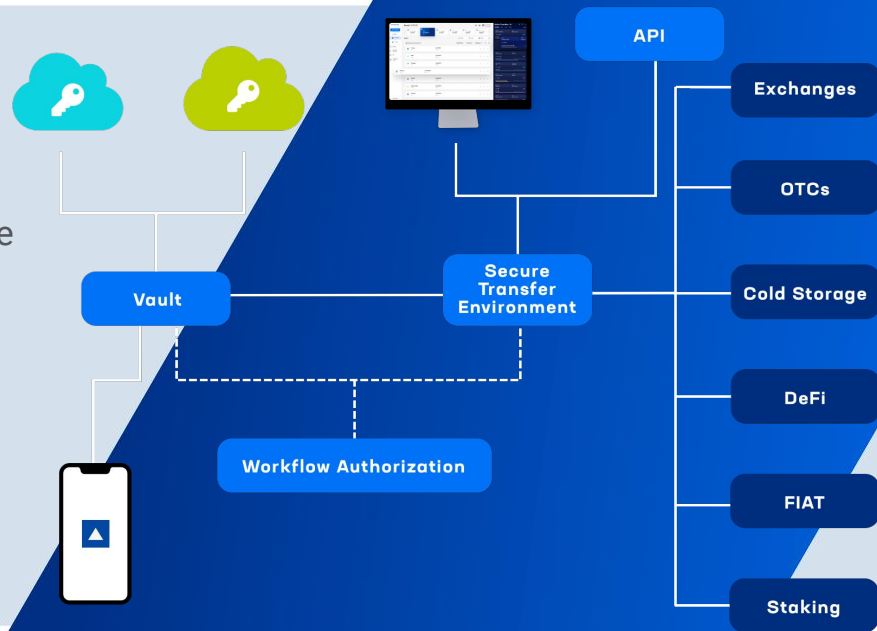 API
Exchanges
OTCs
e
Secure
Transfer
Environment
Vault
Cold Storage
DeFi
Workflow Authorization
FIAT
Staking